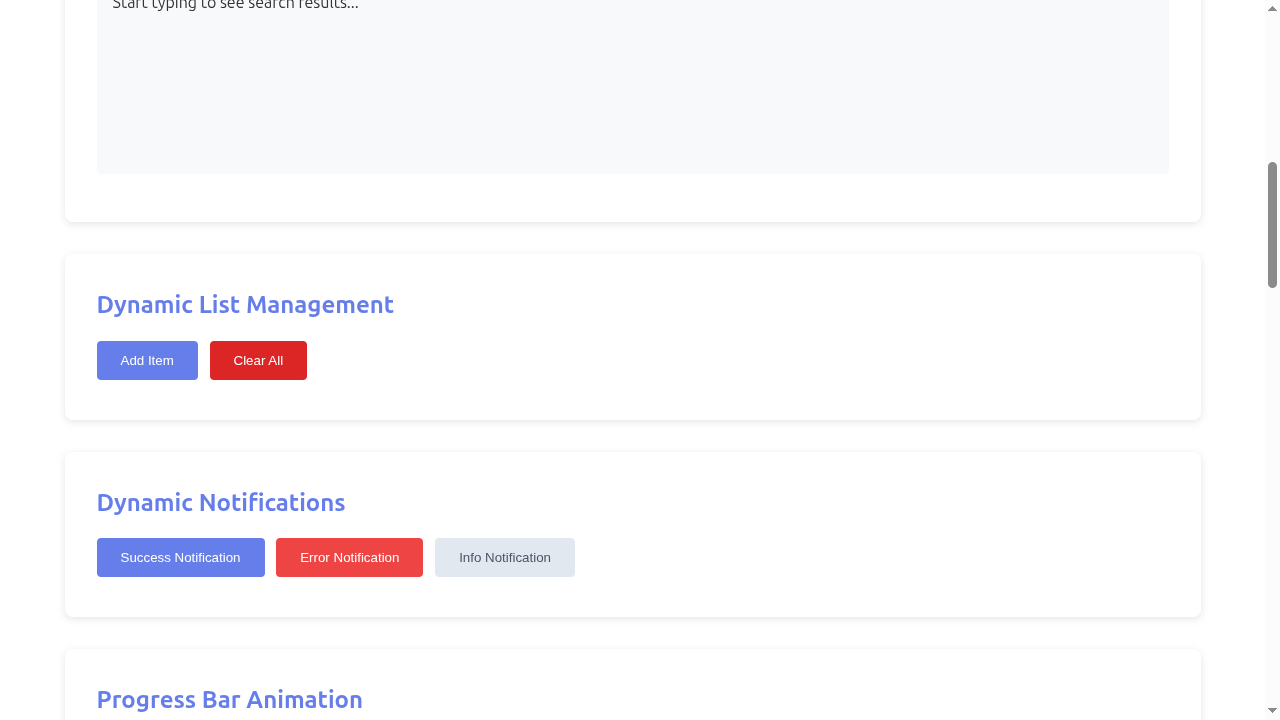 Start typing to see search results...
Dynamic List Management
Add Item Clear All
Dynamic Notifications
Success Notification Error Notification Info Notification
Progress Bar Animation